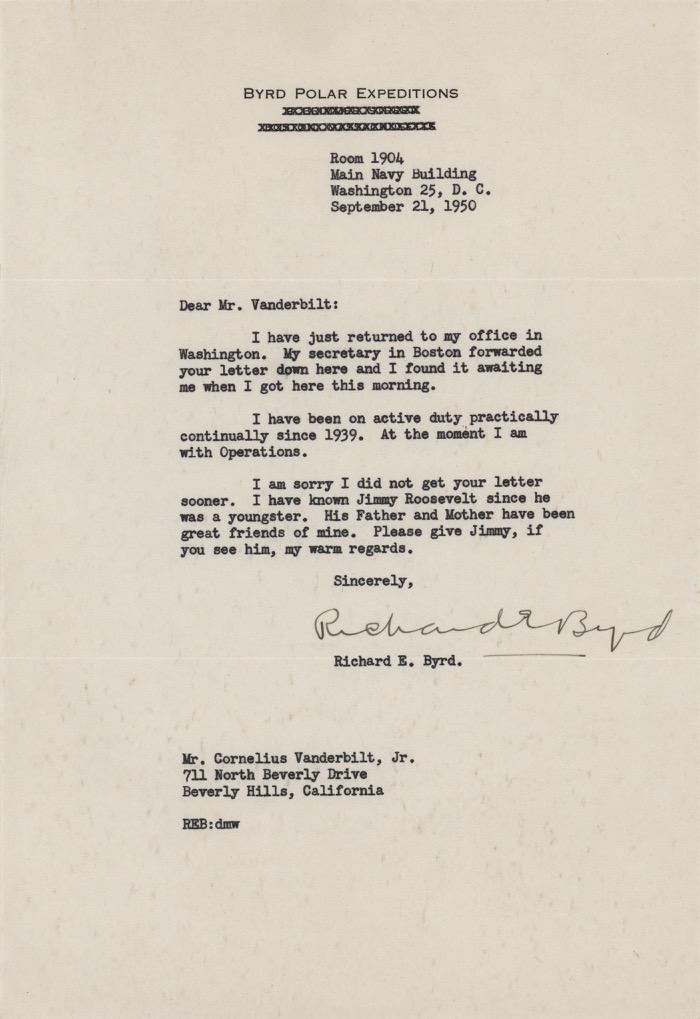 BYRD POLAR EXPEDITIONS
Room 1904
Main Navy Building
Washington 25, D. C.
September 21, 1950
Dear Mr. Vanderbilt:
I have just returned to my office in
Washington. My secretary in Boston forwarded
your letter down here and I found it awaiting
me when I got here this morning.
I have been on active duty practically
continually since 1939. At the moment I am
with Operations.
I am sorry I did not get your letter
sooner. I have known Jimmy Roosevelt since he
was a youngster. His Father and Mother have been
great friends of mine. Please give Jimmy, if
you see him, my warm regards.
Sincerely,
Richard E Byrd
Richard E. Byrd.
Mr. Cornelius Vanderbilt, Jr.
711 North Beverly Drive
Beverly Hills, California
REB:dmw